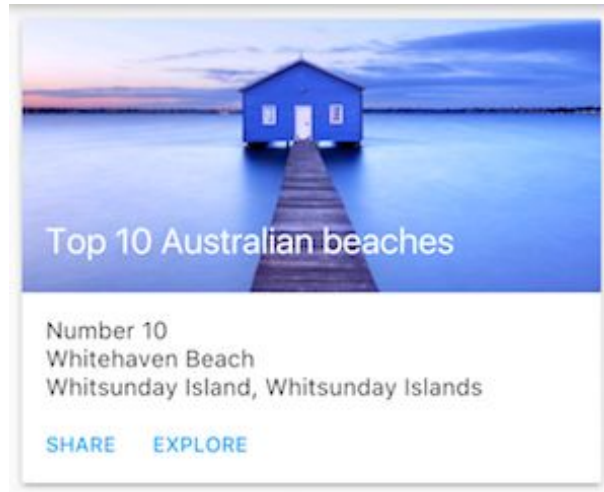 Top 10 Australian beaches
Number 10
Whitehaven Beach
Whitsunday Island, Whitsunday Islands
SHARE EXPLORE